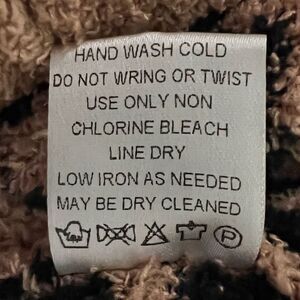 HAND WASH COLD
DO NOT WRING OR TWIST
USE ONLY NON
CHLORINE BLEACH
LINE DRY
LOW IRON AS NEEDED
MAY BE DRY CLEANED
P